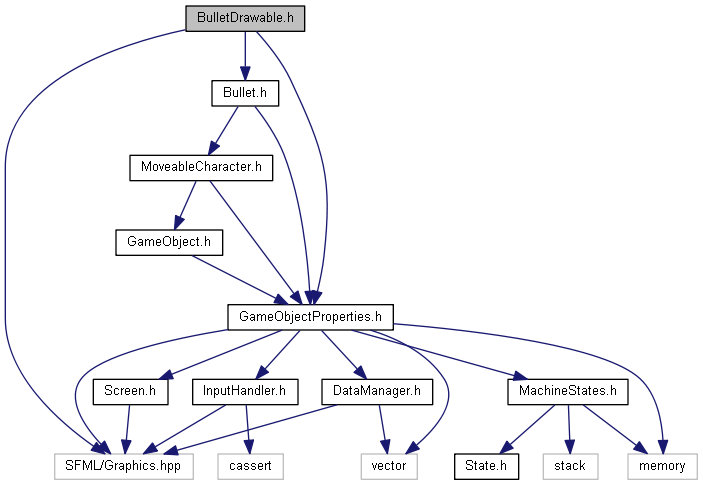 BulletDrawable.h
Bullet.h
MoveableCharacter.h
GameObject.h
GameObjectProperties.h
Screen.h
InputHandler.h
DataManager.h
MachineStates.h
SFML/Graphics.hpp
cassert
vector
State.h
stack
memory